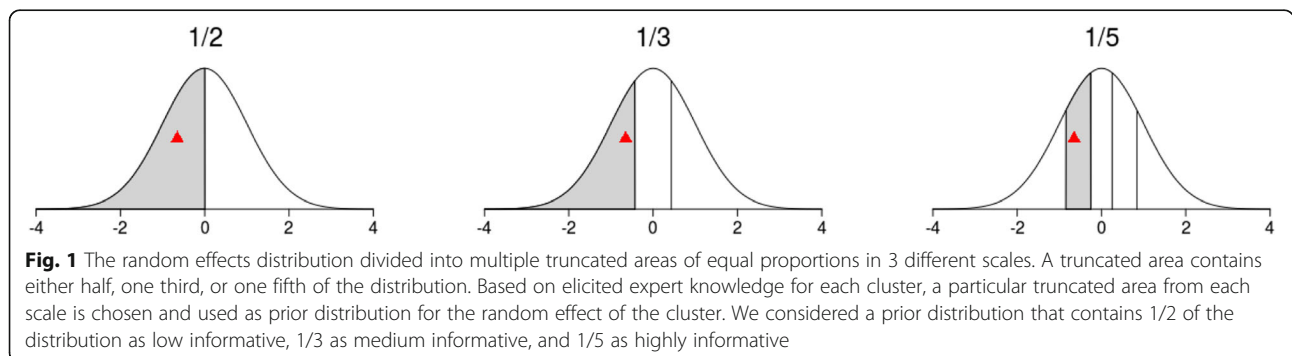 1/2
1/3
1/5
-4 -2 0 2 4
-4 -2 0 2 4
-4 -2 0 2 4
Fig. 1 The random effects distribution divided into multiple truncated areas of equal proportions in 3 different scales. A truncated area contains
either half, one third, or one fifth of the distribution. Based on elicited expert knowledge for each cluster, a particular truncated area from each
scale is chosen and used as prior distribution for the random effect of the cluster. We considered a prior distribution that contains 1/2 of the
distribution as low informative, 1/3 as medium informative, and 1/5 as highly informative